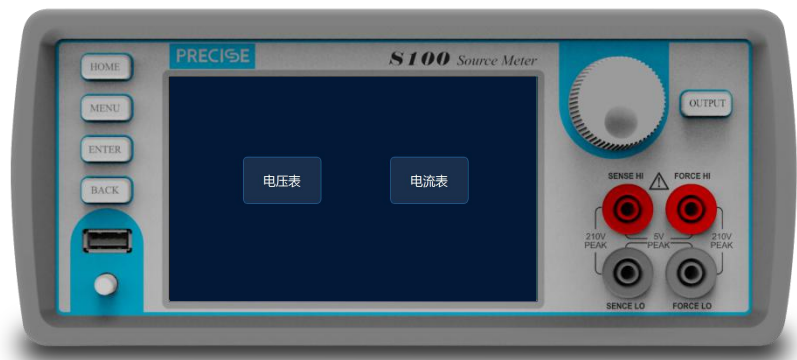 PRECISE
S100 Source Meter
HOME
MENU
ENTER
BACK
电压表
电流表
OUTPUT
SENSE HI
FORCE HI
210V
PEAK
5V
PEAK
210V
PEAK
SENCE LO
FORCE LO